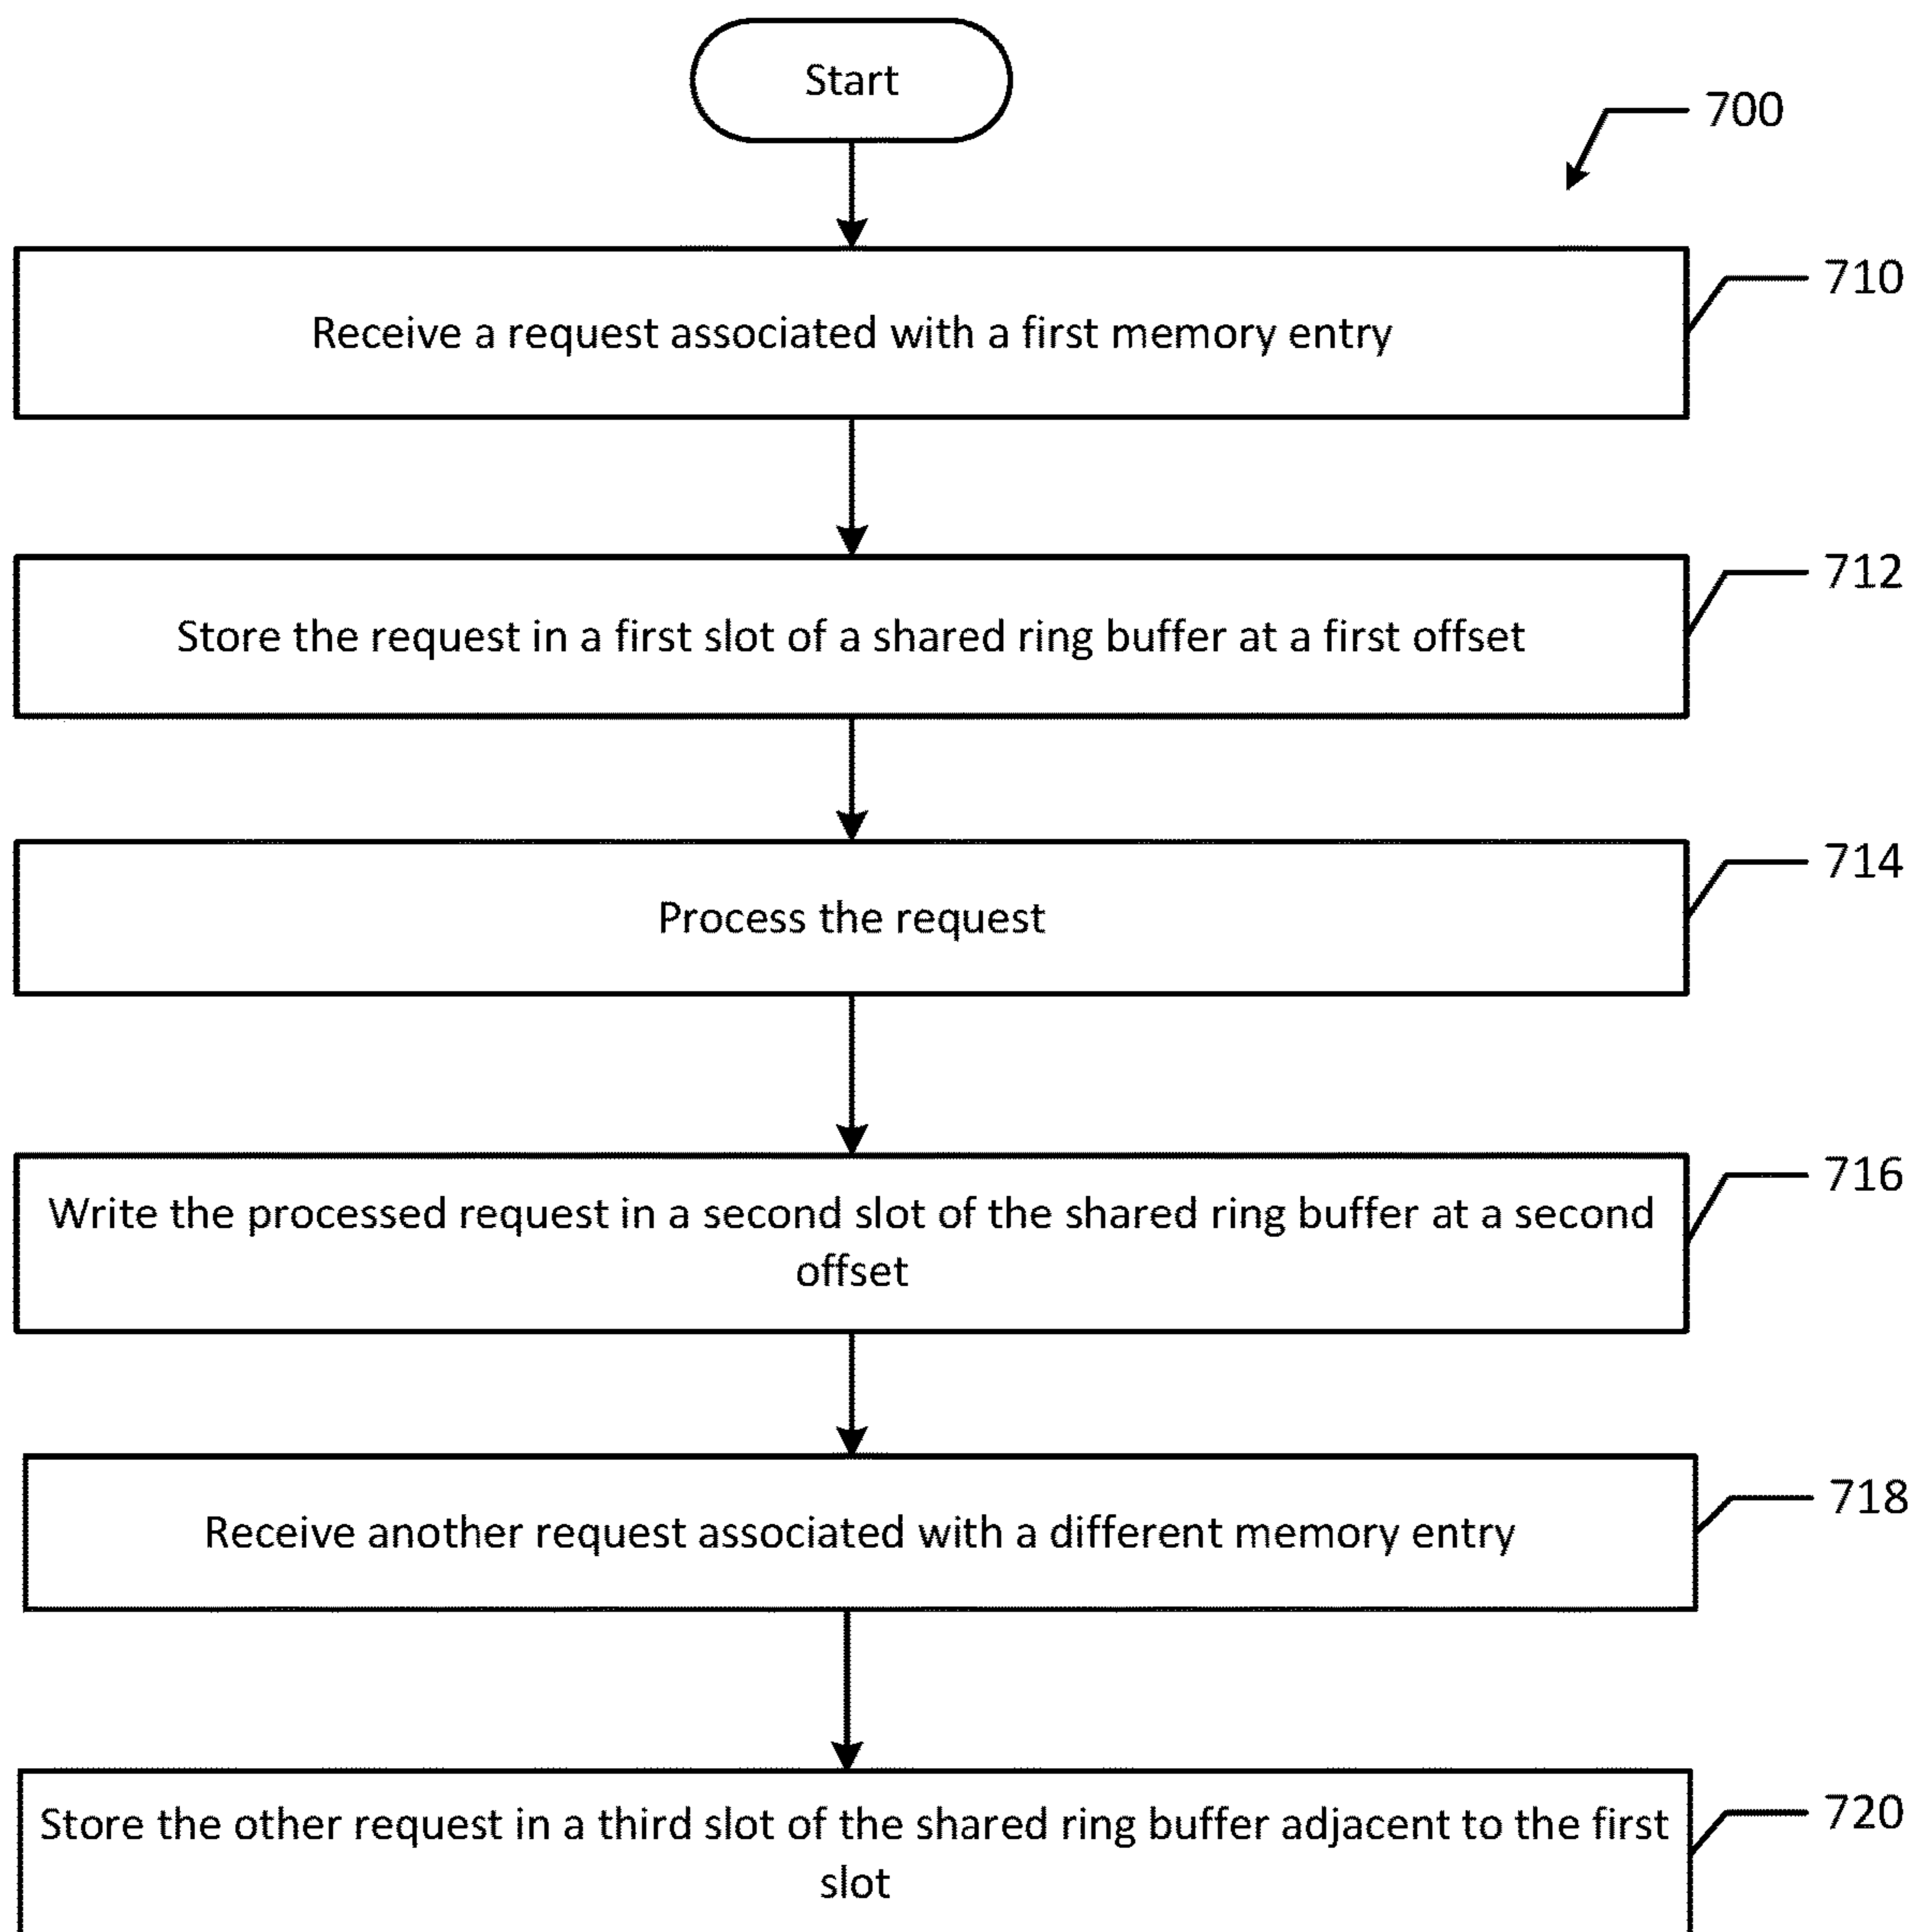 Start
700
710
Receive a request associated with a first memory entry
712
Store the request in a first slot of a shared ring buffer at a first offset
714
Process the request
716
Write the processed request in a second slot of the shared ring buffer at a second
offset
718
Receive another request associated with a different memory entry
720
Store the other request in a third slot of the shared ring buffer adjacent to the first
slot